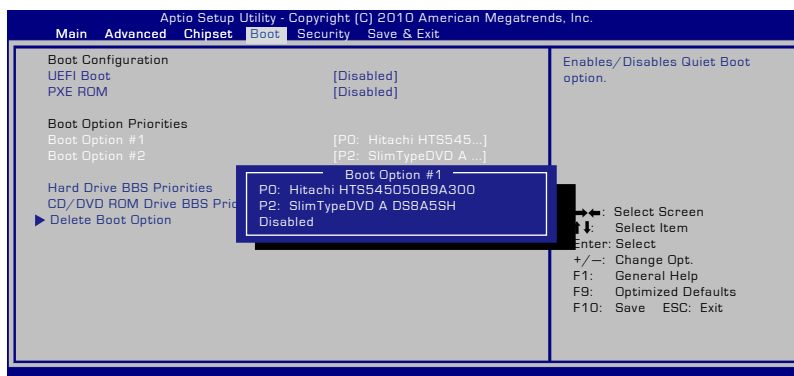 Aptio Setup Utility - Copyright (C) 2010 American Megatrends, Inc.
Main Advanced Chipset Boot Security Save & Exit
Boot Configuration
UEFI Boot [Disabled]
PXE ROM [Disabled]
Boot Option Priorities
Boot Option #1 [P0: Hitachi HTS545...]
Boot Option #2 [P2: SlimTypeDVD A ...]
Hard Drive BBS Priorities
CD/DVD ROM Drive BBS Prio
Delete Boot Option
Boot Option #1
P0: Hitachi HTS545050B9A300
P2: SlimTypeDVD A DS8A5SH
Disabled
Enables/Disables Quiet Boot
option.
→←: Select Screen
↑↓: Select Item
Enter: Select
+/—: Change Opt.
F1: General Help
F9: Optimized Defaults
F10: Save ESC: Exit